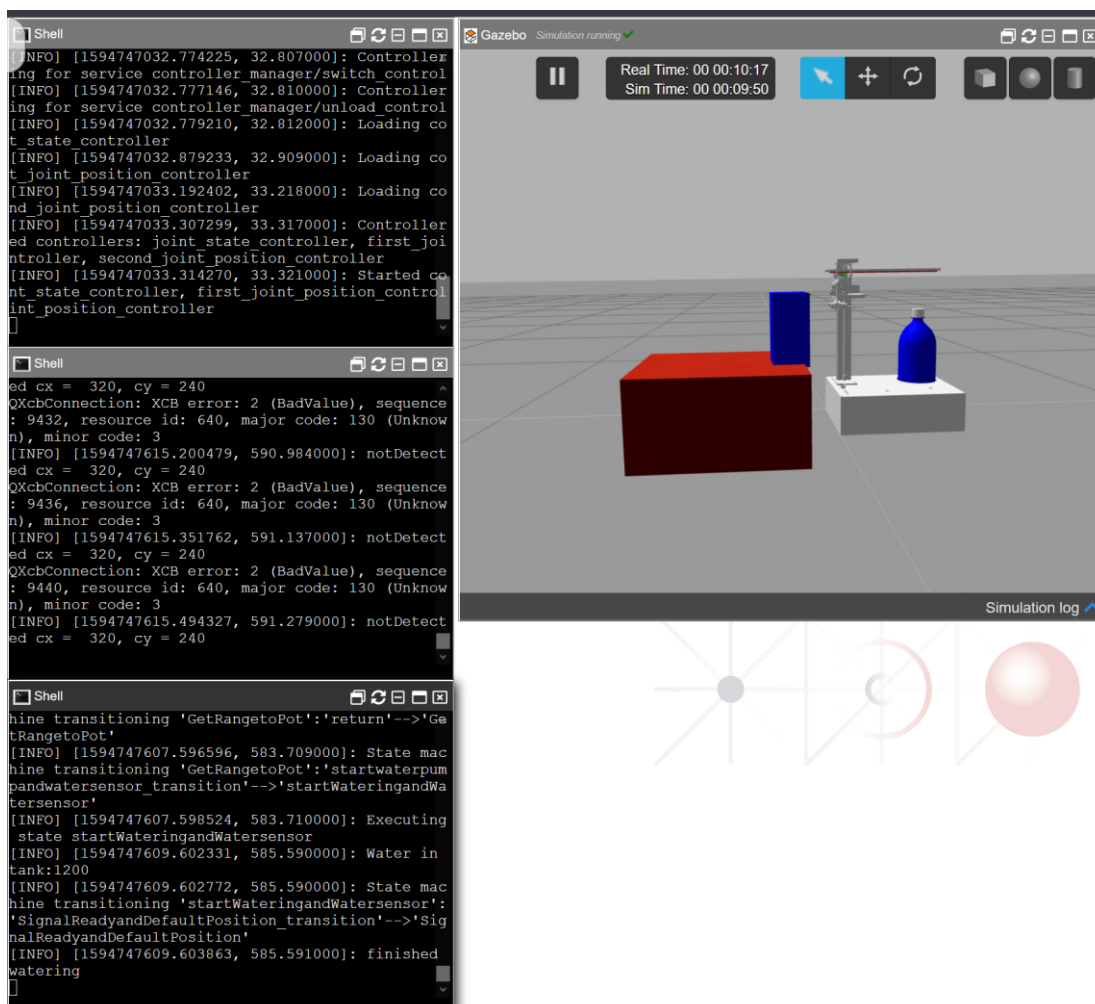 Shell
[INFO] [1594747032.774225, 32.807000]: Controller
ing for service controller_manager/switch_control
[INFO] [1594747032.777146, 32.810000]: Controller
ing for service controller_manager/unload_control
[INFO] [1594747032.779210, 32.812000]: Loading co
t_state_controller
[INFO] [1594747032.879233, 32.909000]: Loading co
t_joint_position_controller
[INFO] [1594747033.192402, 33.218000]: Loading co
nd_joint_position_controller
[INFO] [1594747033.307299, 33.317000]: Controller
ed controllers: joint_state_controller, first_joi
ntroller, second_joint_position_controller
[INFO] [1594747033.314270, 33.321000]: Started co
nt_state_controller, first_joint_position_control
int_position_controller
Shell
ed cx =  320, cy = 240
QXcbConnection: XCB error: 2 (BadValue), sequence
: 9432, resource id: 640, major code: 130 (Unknow
n), minor code: 3
[INFO] [1594747615.200479, 590.984000]: notDetect
ed cx =  320, cy = 240
QXcbConnection: XCB error: 2 (BadValue), sequence
: 9436, resource id: 640, major code: 130 (Unknow
n), minor code: 3
[INFO] [1594747615.351762, 591.137000]: notDetect
ed cx =  320, cy = 240
QXcbConnection: XCB error: 2 (BadValue), sequence
: 9440, resource id: 640, major code: 130 (Unknow
n), minor code: 3
[INFO] [1594747615.494327, 591.279000]: notDetect
ed cx =  320, cy = 240
Shell
hine transitioning 'GetRangetoPot':'return'-->'Ge
tRangetoPot'
[INFO] [1594747607.596596, 583.709000]: State mac
hine transitioning 'GetRangetoPot':'startwaterpum
pandwatersensor_transition'-->'startWateringandWa
tersensor'
[INFO] [1594747607.598524, 583.710000]: Executing
 state startWateringandWatersensor
[INFO] [1594747609.602331, 585.590000]: Water in
tank:1200
[INFO] [1594747609.602772, 585.590000]: State mac
hine transitioning 'startWateringandWatersensor':
'SignalReadyandDefaultPosition_transition'-->'Sig
nalReadyandDefaultPosition'
[INFO] [1594747609.603863, 585.591000]: finished
watering
Gazebo Simulation running
Real Time: 00 00:10:17
Sim Time: 00 00:09:50
Simulation log